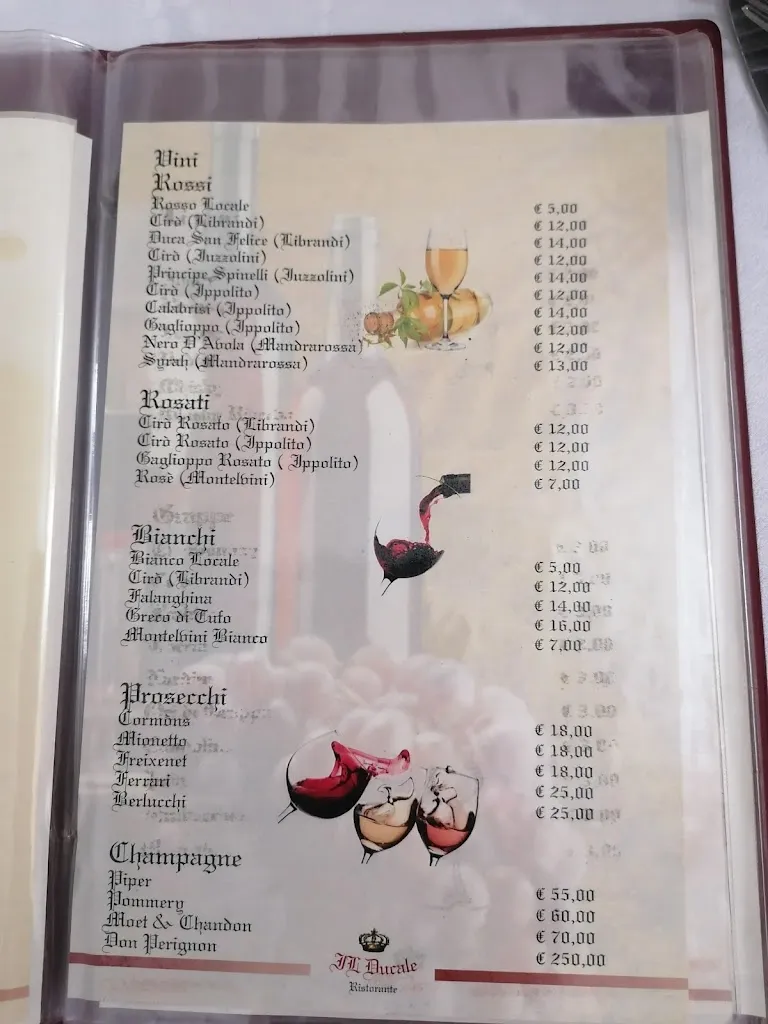 Vini
Rossi
Rosso Locale € 5,00
Cirò (Librandi) € 12,00
Duca San Felice (Librandi) € 14,00
Cirò (Iuzzolini) € 12,00
Principe Spinelli (Iuzzolini) € 14,00
Cirò (Ippolito) € 12,00
Calabrisi (Ippolito) € 14,00
Gaglioppo (Ippolito) € 12,00
Nero D'Avola (Mandrarossa) € 12,00
Syrah (Mandrarossa) € 13,00
Rosati
Cirò Rosato (Librandi) € 12,00
Cirò Rosato (Ippolito) € 12,00
Gaglioppo Rosato ( Ippolito) € 12,00
Rosè (Montelvini) € 7,00
Bianchi
Bianco Locale € 5,00
Cirò (Librandi) € 12,00
Falanghina € 14,00
Greco di Tufo € 16,00
Montelvini Bianco € 7,00
Prosecchi
Cormòns € 18,00
Mionetto € 18,00
Freixenet € 18,00
Ferrari € 25,00
Berlucchi € 25,00
Champagne
Piper € 55,00
Pommery € 60,00
Moet & Chandon € 70,00
Don Perignon € 250,00
IL Ducale
Ristorante